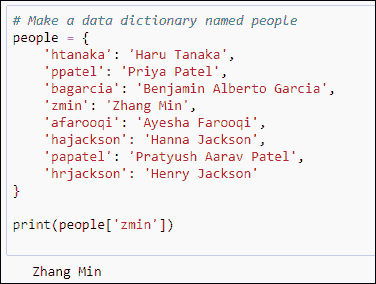 # Make a data dictionary named people
people = {
    'htanaka': 'Haru Tanaka',
    'ppatel': 'Priya Patel',
    'bagarcia': 'Benjamin Alberto Garcia',
    'zmin': 'Zhang Min',
    'afarooqi': 'Ayesha Farooqi',
    'hajackson': 'Hanna Jackson',
    'papatel': 'Pratyush Aarav Patel',
    'hrjackson': 'Henry Jackson'
}
print(people['zmin'])
Zhang Min